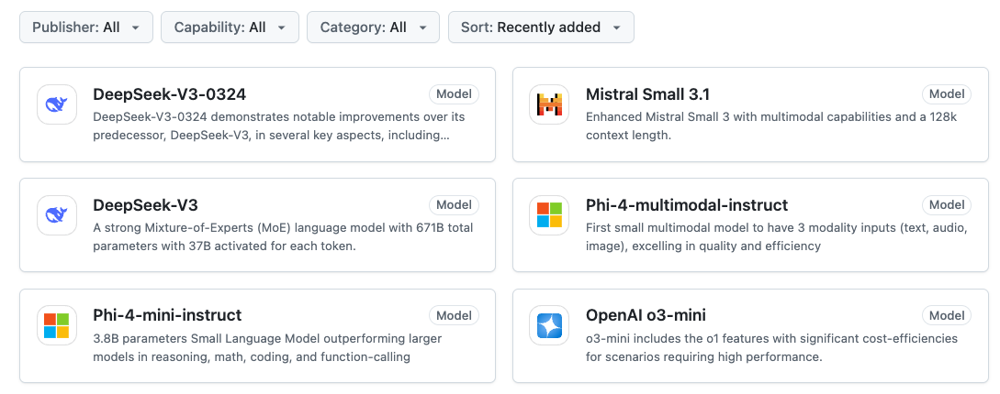 Publisher: All
Capability: All
Category: All
Sort: Recently added
DeepSeek-V3-0324
Model
DeepSeek-V3-0324 demonstrates notable improvements over its
predecessor, DeepSeek-V3, in several key aspects, including...
Mistral Small 3.1
Model
Enhanced Mistral Small 3 with multimodal capabilities and a 128k
context length.
DeepSeek-V3
Model
A strong Mixture-of-Experts (MoE) language model with 671B total
parameters with 37B activated for each token.
Phi-4-multimodal-instruct
Model
First small multimodal model to have 3 modality inputs (text, audio,
image), excelling in quality and efficiency
Phi-4-mini-instruct
Model
3.8B parameters Small Language Model outperforming larger
models in reasoning, math, coding, and function-calling
OpenAI o3-mini
Model
o3-mini includes the o1 features with significant cost-efficiencies
for scenarios requiring high performance.